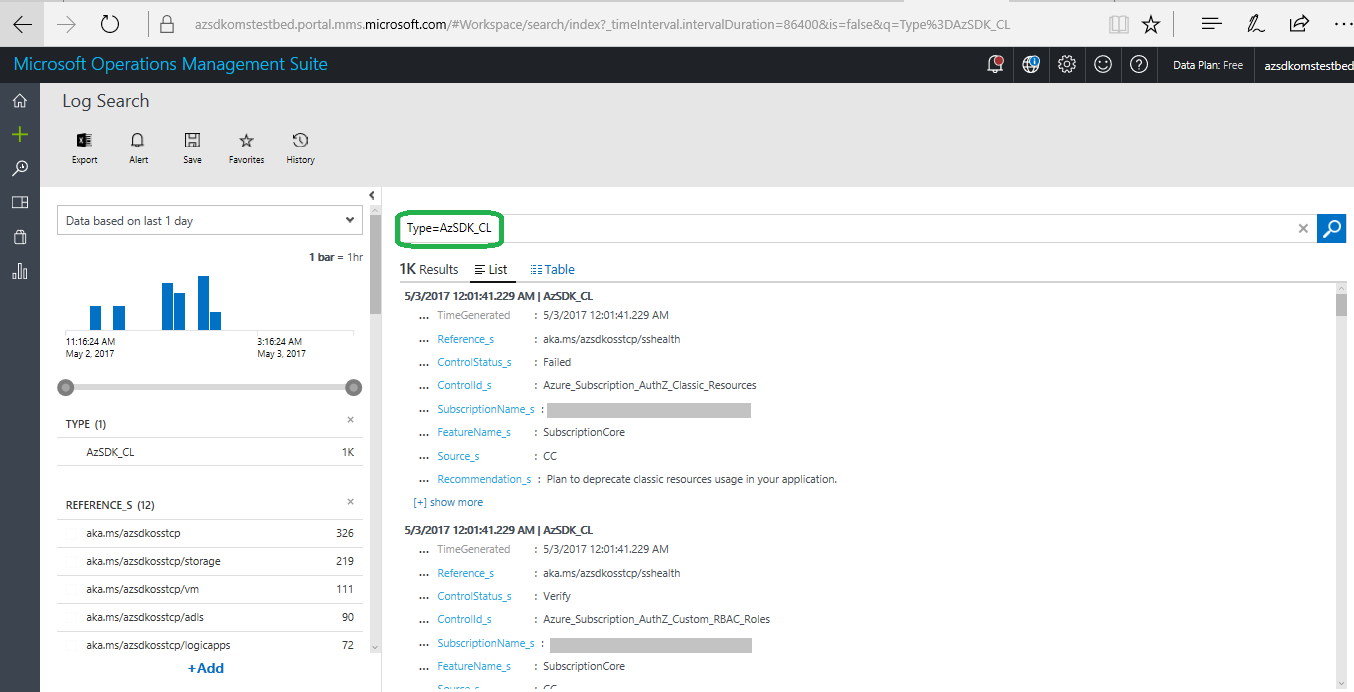 azsdkomstestbed.portal.mms.microsoft.com/#Workspace/search/index?_timeInterval.intervalDuration=86400&is=false&q=Type%3DAzSDK_CL
Microsoft Operations Management Suite
Data Plan: Free
azsdkomstestbed
Log Search
Export
Alert
Save
Favorites
History
Data based on last 1 day
1 bar = 1hr
11:16:24 AM
May 2, 2017
3:16:24 AM
May 3, 2017
TYPE (1)
AzSDK_CL 1K
REFERENCE_S (12)
aka.ms/azsdkosstcp 326
aka.ms/azsdkosstcp/storage 219
aka.ms/azsdkosstcp/vm 111
aka.ms/azsdkosstcp/adls 90
aka.ms/azsdkosstcp/logicapps 72
+Add
Type=AzSDK_CL
1K Results
List
Table
5/3/2017 12:01:41.229 AM | AzSDK_CL
... TimeGenerated : 5/3/2017 12:01:41.229 AM
... Reference_s : aka.ms/azsdkosstcp/sshealth
... ControlStatus_s : Failed
... ControlId_s : Azure_Subscription_AuthZ_Classic_Resources
... SubscriptionName_s :
... FeatureName_s : SubscriptionCore
... Source_s : CC
... Recommendation_s : Plan to deprecate classic resources usage in your application.
[+] show more
5/3/2017 12:01:41.229 AM | AzSDK_CL
... TimeGenerated : 5/3/2017 12:01:41.229 AM
... Reference_s : aka.ms/azsdkosstcp/sshealth
... ControlStatus_s : Verify
... ControlId_s : Azure_Subscription_AuthZ_Custom_RBAC_Roles
... SubscriptionName_s :
... FeatureName_s : SubscriptionCore
... Source_s : CC